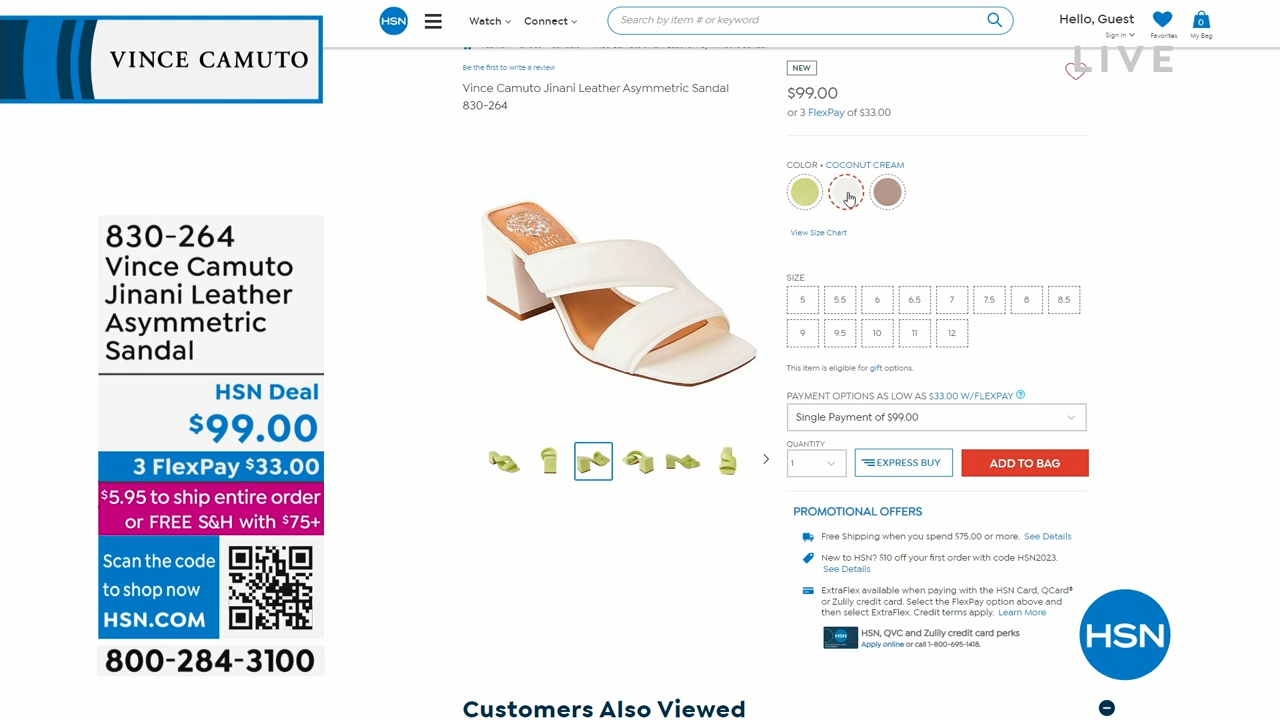 VINCE CAMUTO
HSN
Watch
Connect
Search by item # or keyword
Hello, Guest
Sign In
Favorites
0
My Bag
LIVE
Be the first to write a review
Vince Camuto Jinani Leather Asymmetric Sandal
830-264
NEW
$99.00
or 3 FlexPay of $33.00
COLOR • COCONUT CREAM
View Size Chart
SIZE
5 5.5 6 6.5 7 7.5 8 8.5
9 9.5 10 11 12
This item is eligible for gift options.
PAYMENT OPTIONS AS LOW AS $33.00 W/FLEXPAY ?
Single Payment of $99.00
QUANTITY
1
EXPRESS BUY
ADD TO BAG
PROMOTIONAL OFFERS
Free Shipping when you spend $75.00 or more. See Details
New to HSN? $10 off your first order with code HSN2023.
See Details
ExtraFlex available when paying with the HSN Card, QCard®
or Zulily credit card. Select the FlexPay option above and
then select ExtraFlex. Credit terms apply. Learn More
HSN, QVC and Zulily credit card perks
Apply online or call 1-800-695-1418.
Customers Also Viewed
830-264
Vince Camuto
Jinani Leather
Asymmetric
Sandal
HSN Deal
$99.00
3 FlexPay $33.00
$5.95 to ship entire order
or FREE S&H with $75+
Scan the code
to shop now
HSN.COM
800-284-3100
HSN